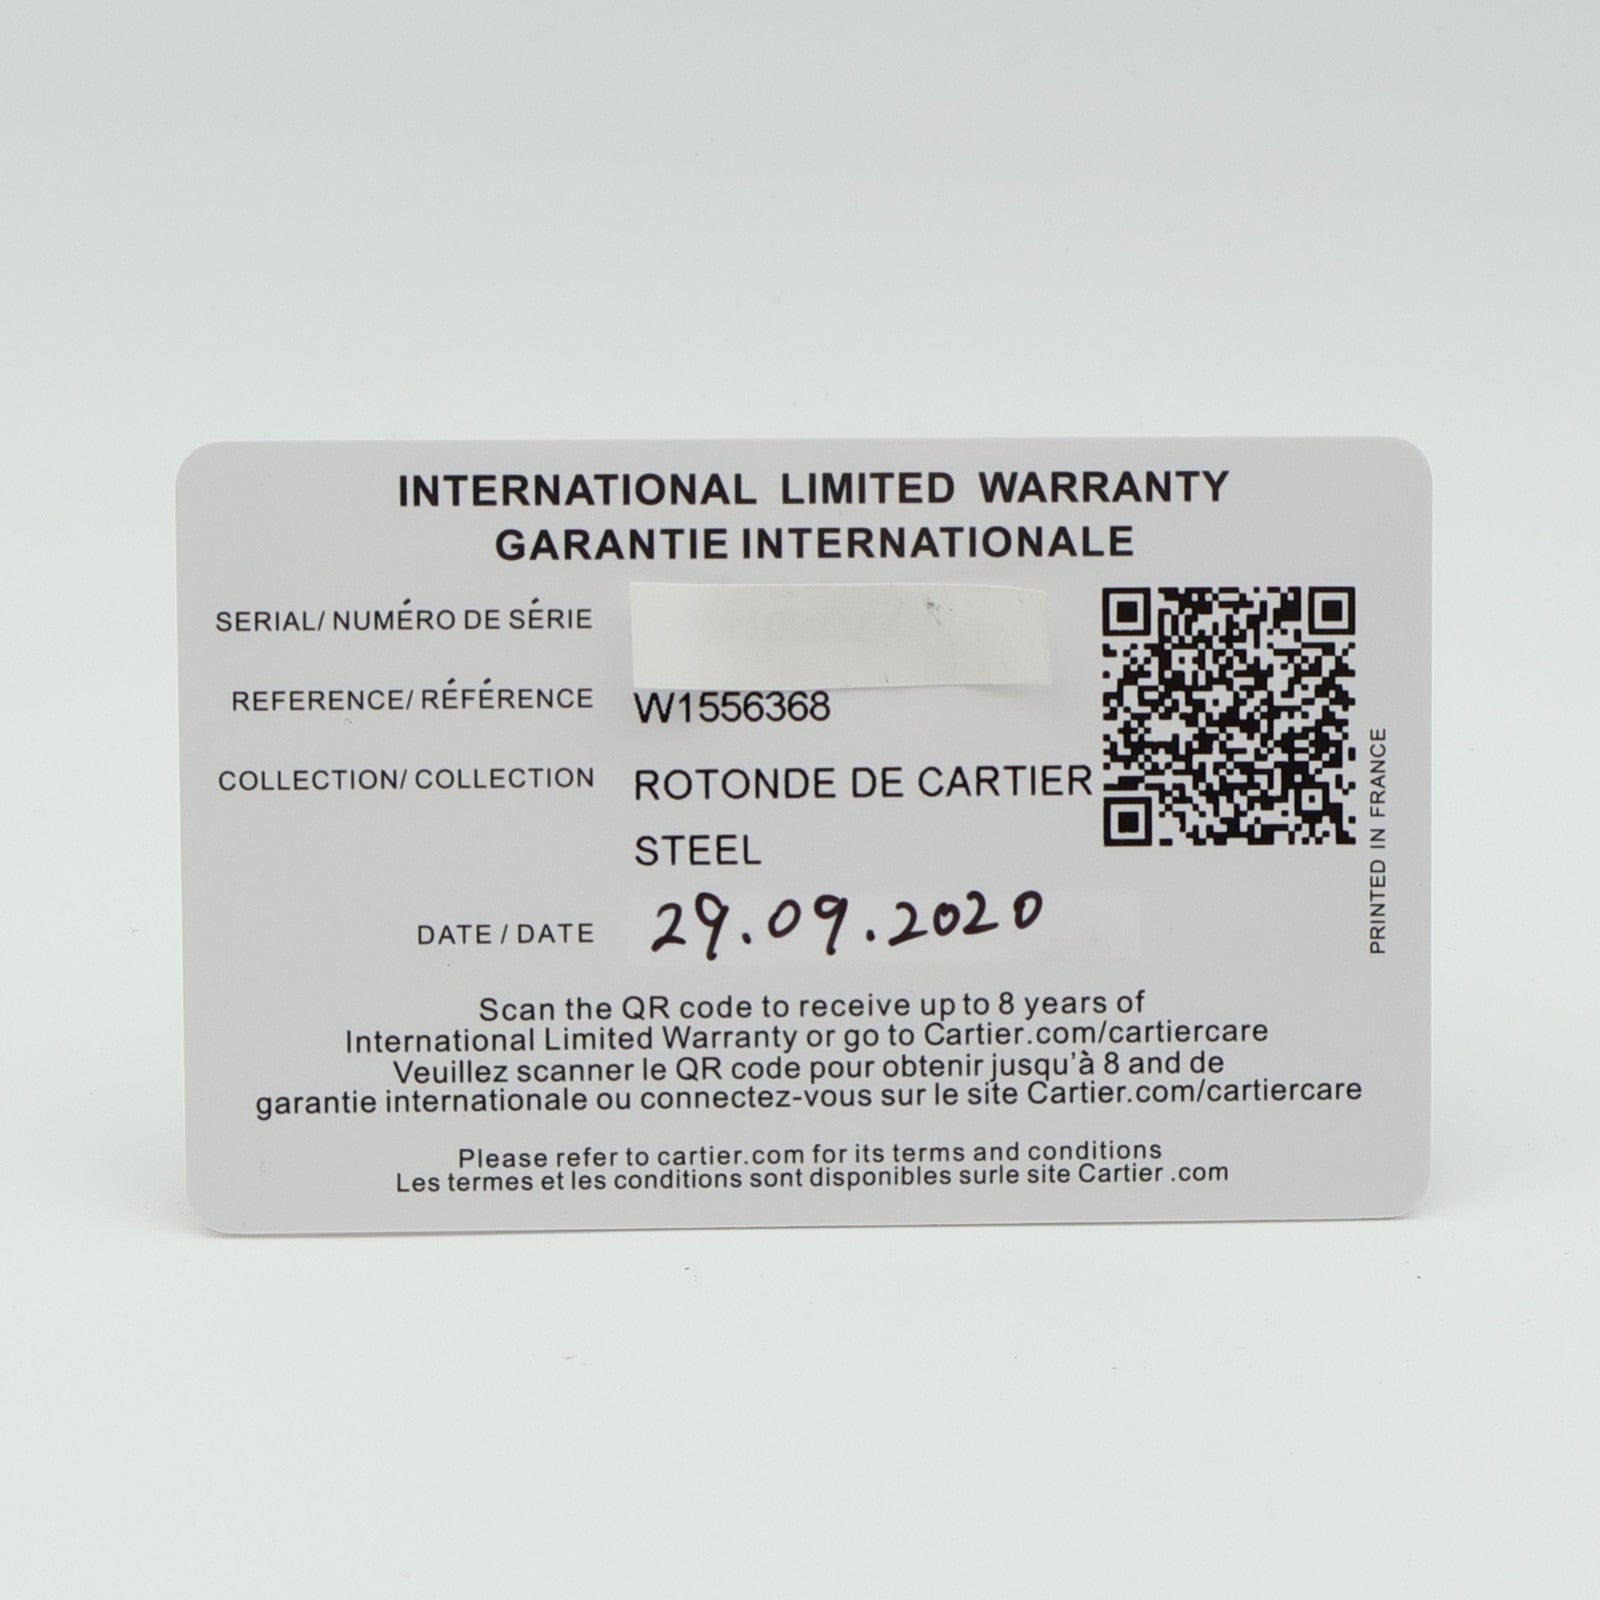 INTERNATIONAL LIMITED WARRANTY
GARANTIE INTERNATIONALE
SERIAL/ NUMÉRO DE SÉRIE
REFERENCE/ RÉFÉRENCE W1556368
COLLECTION/ COLLECTION ROTONDE DE CARTIER
STEEL
DATE / DATE 29.09.2020
PRINTED IN FRANCE
Scan the QR code to receive up to 8 years of
International Limited Warranty or go to Cartier.com/cartiercare
Veuillez scanner le QR code pour obtenir jusqu'à 8 and de
garantie internationale ou connectez-vous sur le site Cartier.com/cartiercare
Please refer to cartier.com for its terms and conditions
Les termes et les conditions sont disponibles surle site Cartier .com